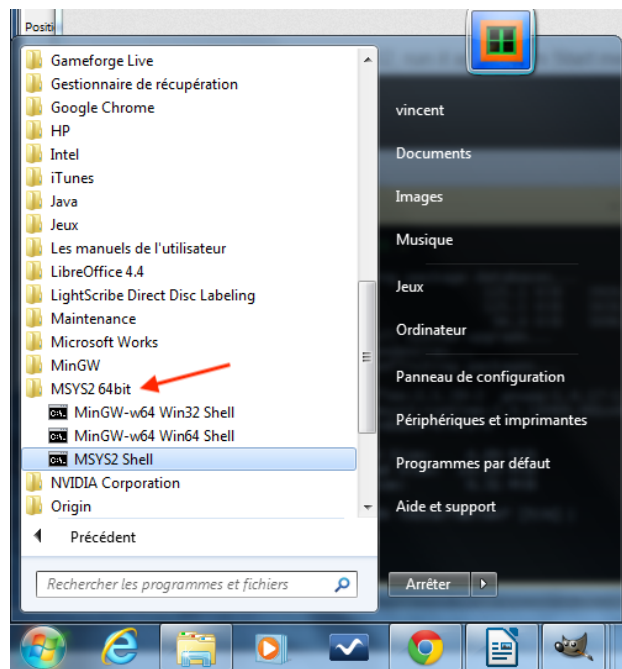 Positi
Gameforge Live
Gestionnaire de récupération
Google Chrome
HP
Intel
iTunes
Java
Jeux
Les manuels de l'utilisateur
LibreOffice 4.4
LightScribe Direct Disc Labeling
Maintenance
Microsoft Works
MinGW
MSYS2 64bit
MinGW-w64 Win32 Shell
MinGW-w64 Win64 Shell
MSYS2 Shell
NVIDIA Corporation
Origin
Précédent
Rechercher les programmes et fichiers
vincent
Documents
Images
Musique
Jeux
Ordinateur
Panneau de configuration
Périphériques et imprimantes
Programmes par défaut
Aide et support
Arrêter